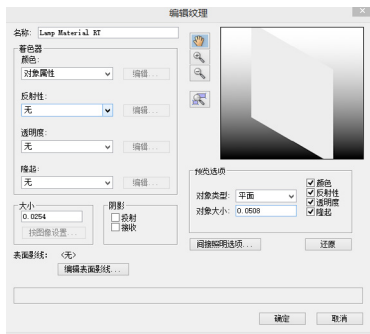 编辑纹理
名称: Lamp Material RT
着色器
颜色:
对象属性 编辑...
反射性:
无 编辑...
透明度:
无 编辑...
隆起:
无 编辑...
大小
0.0254
按图像设置...
阴影
投射
接收
表面影线: <无>
编辑表面影线...
预览选项
对象类型: 平面
对象大小: 0.0508
颜色
反射性
透明度
隆起
间接照明选项...
还原
确定
取消